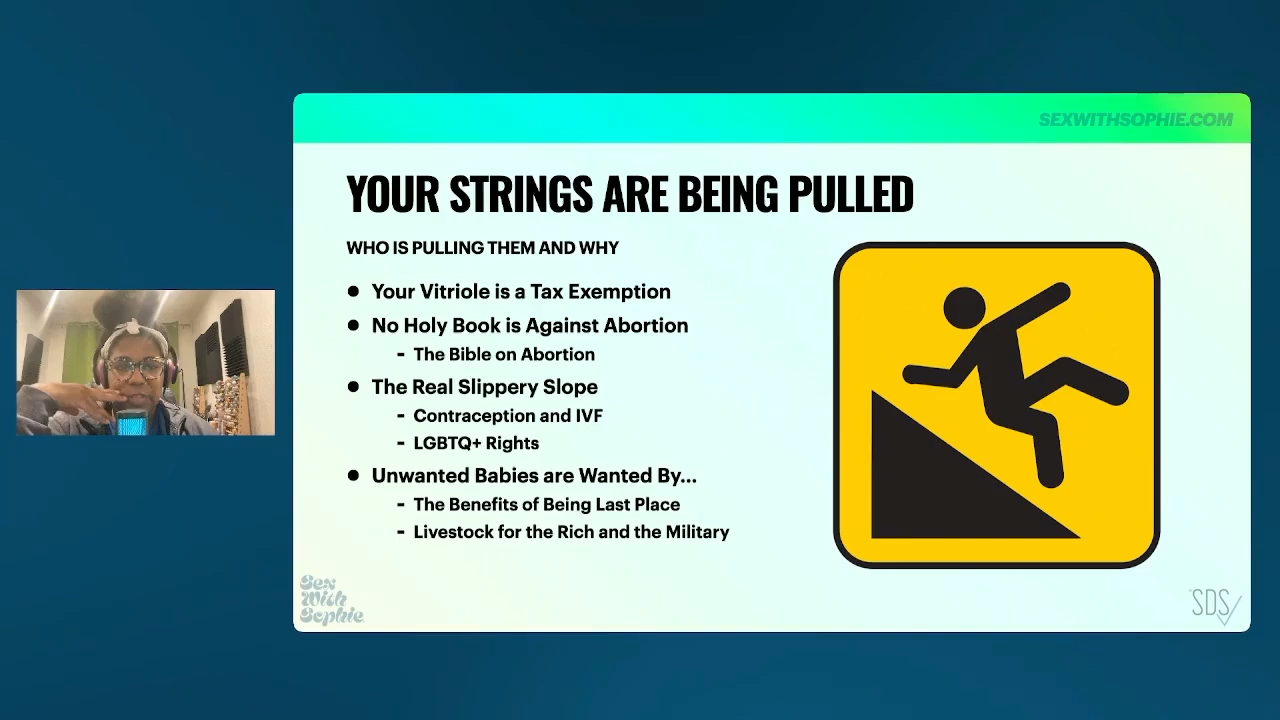 SEXWITHSOPHIE.COM
YOUR STRINGS ARE BEING PULLED
WHO IS PULLING THEM AND WHY
● Your Vitriole is a Tax Exemption
● No Holy Book is Against Abortion
- The Bible on Abortion
● The Real Slippery Slope
- Contraception and IVF
- LGBTQ+ Rights
● Unwanted Babies are Wanted By...
- The Benefits of Being Last Place
- Livestock for the Rich and the Military
Sex
With
Sophie
SDS